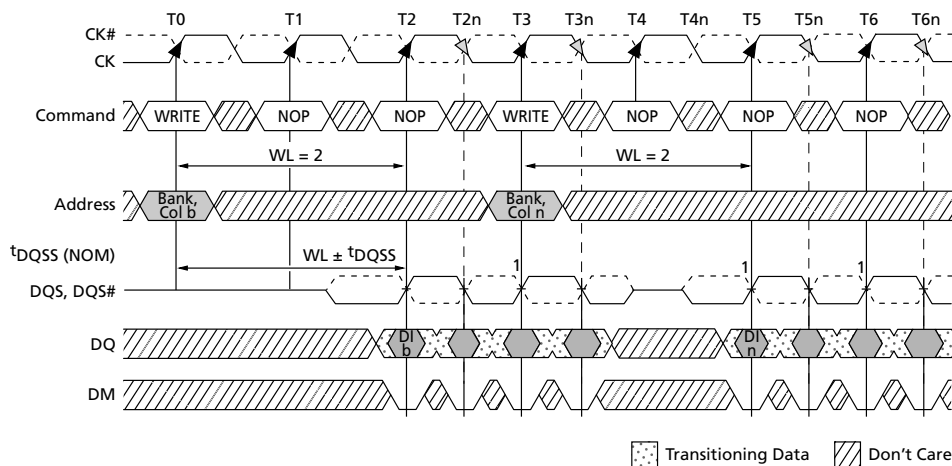 T0 T1 T2 T2n T3 T3n T4 T4n T5 T5n T6 T6n
CK#
CK
Command WRITE NOP NOP WRITE NOP NOP NOP
WL = 2 WL = 2
Address Bank, Col b Bank, Col n
tDQSS (NOM) WL ± tDQSS
1 1 1
DQS, DQS#
DQ DI b DI n
DM
Transitioning Data Don't Care